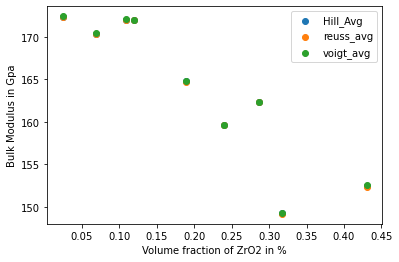 Hill_Avg
reuss_avg
voigt_avg
170
165
160
155
150
Bulk Modulus in Gpa
0.05
0.10
0.15
0.20
0.25
0.30
0.35
0.40
0.45
Volume fraction of ZrO2 in %